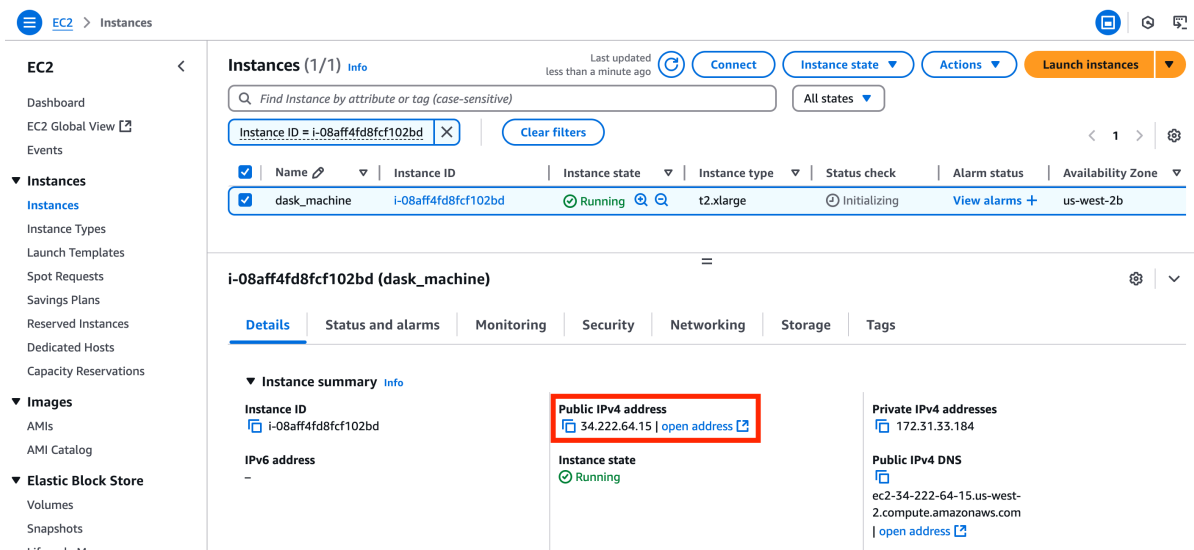 EC2 > Instances
EC2
Dashboard
EC2 Global View
Events
Instances
Instances
Instance Types
Launch Templates
Spot Requests
Savings Plans
Reserved Instances
Dedicated Hosts
Capacity Reservations
Images
AMIs
AMI Catalog
Elastic Block Store
Volumes
Snapshots
Instances (1/1) Info
Last updated
less than a minute ago
Connect
Instance state
Actions
Launch instances
Find Instance by attribute or tag (case-sensitive)
All states
Instance ID = i-08aff4fd8fcf102bd
Clear filters
1
Name Instance ID Instance state Instance type Status check Alarm status Availability Zone
dask_machine i-08aff4fd8fcf102bd Running t2.xlarge Initializing View alarms + us-west-2b
i-08aff4fd8fcf102bd (dask_machine)
Details Status and alarms Monitoring Security Networking Storage Tags
Instance summary Info
Instance ID
i-08aff4fd8fcf102bd
IPv6 address
–
Public IPv4 address
34.222.64.15 | open address
Instance state
Running
Private IPv4 addresses
172.31.33.184
Public IPv4 DNS
ec2-34-222-64-15.us-west-
2.compute.amazonaws.com
| open address